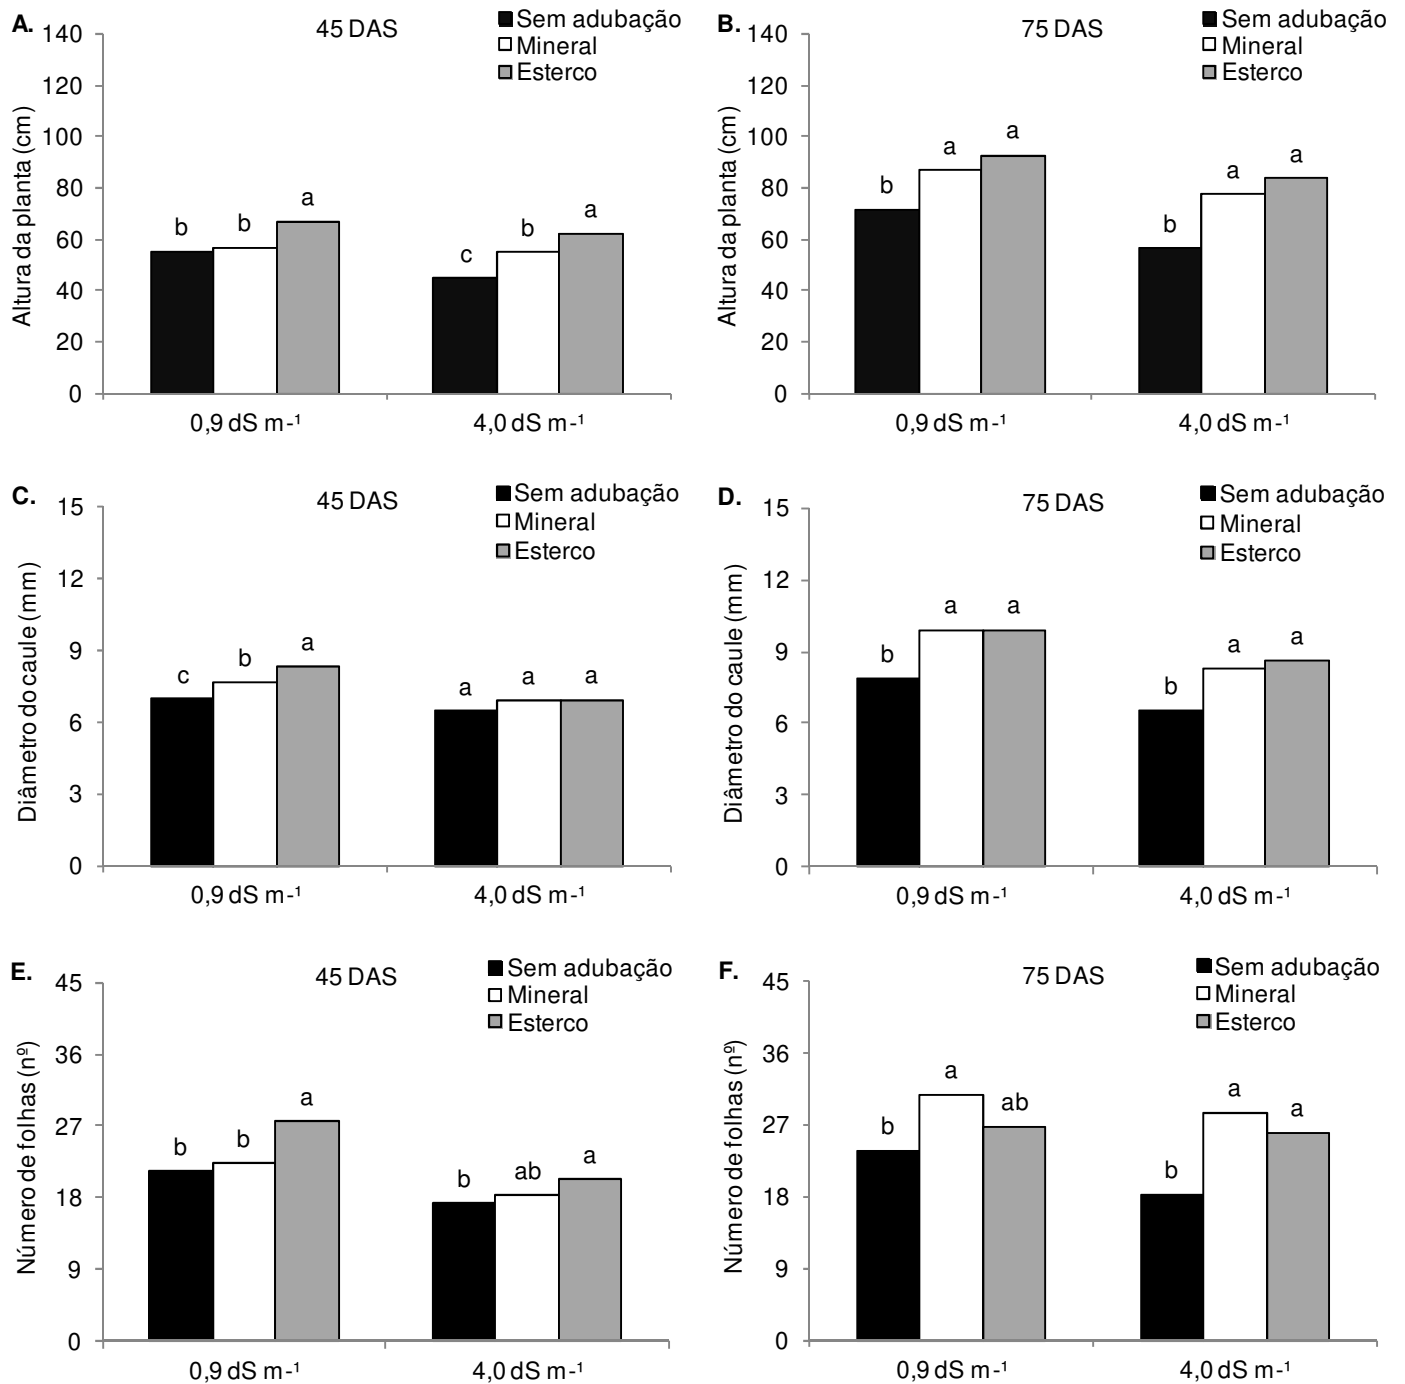 A.
45 DAS
Sem adubação
Mineral
Esterco
Altura da planta (cm)
140
120
100
80
60
40
20
0
b
b
a
c
b
a
0,9 dS m-¹
4,0 dS m-¹
B.
75 DAS
Sem adubação
Mineral
Esterco
Altura da planta (cm)
140
120
100
80
60
40
20
0
b
a
a
b
a
a
0,9 dS m-¹
4,0 dS m-¹
C.
45 DAS
Sem adubação
Mineral
Esterco
Diâmetro do caule (mm)
15
12
9
6
3
0
c
b
a
a
a
a
0,9 dS m-¹
4,0 dS m-¹
D.
75 DAS
Sem adubação
Mineral
Esterco
Diâmetro do caule (mm)
15
12
9
6
3
0
b
a
a
b
a
a
0,9 dS m-¹
4,0 dS m-¹
E.
45 DAS
Sem adubação
Mineral
Esterco
Número de folhas (nº)
45
36
27
18
9
0
b
b
a
b
ab
a
0,9 dS m-¹
4,0 dS m-¹
F.
75 DAS
Sem adubação
Mineral
Esterco
Número de folhas (nº)
45
36
27
18
9
0
b
a
ab
b
a
a
0,9 dS m-¹
4,0 dS m-¹